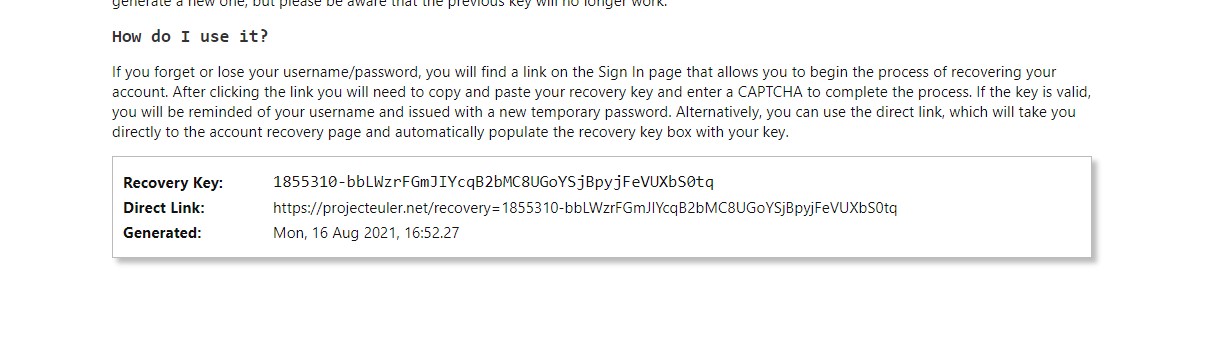 generate a new one, but please be aware that the previous key will no longer work.
How do I use it?
If you forget or lose your username/password, you will find a link on the Sign In page that allows you to begin the process of recovering your
account. After clicking the link you will need to copy and paste your recovery key and enter a CAPTCHA to complete the process. If the key is valid,
you will be reminded of your username and issued with a new temporary password. Alternatively, you can use the direct link, which will take you
directly to the account recovery page and automatically populate the recovery key box with your key.
Recovery Key: 1855310-bbLWzrFGmJIYcqB2bMC8UGoYSjBpyjFeVUXbS0tq
Direct Link: https://projecteuler.net/recovery=1855310-bbLWzrFGmJIYcqB2bMC8UGoYSjBpyjFeVUXbS0tq
Generated: Mon, 16 Aug 2021, 16:52.27